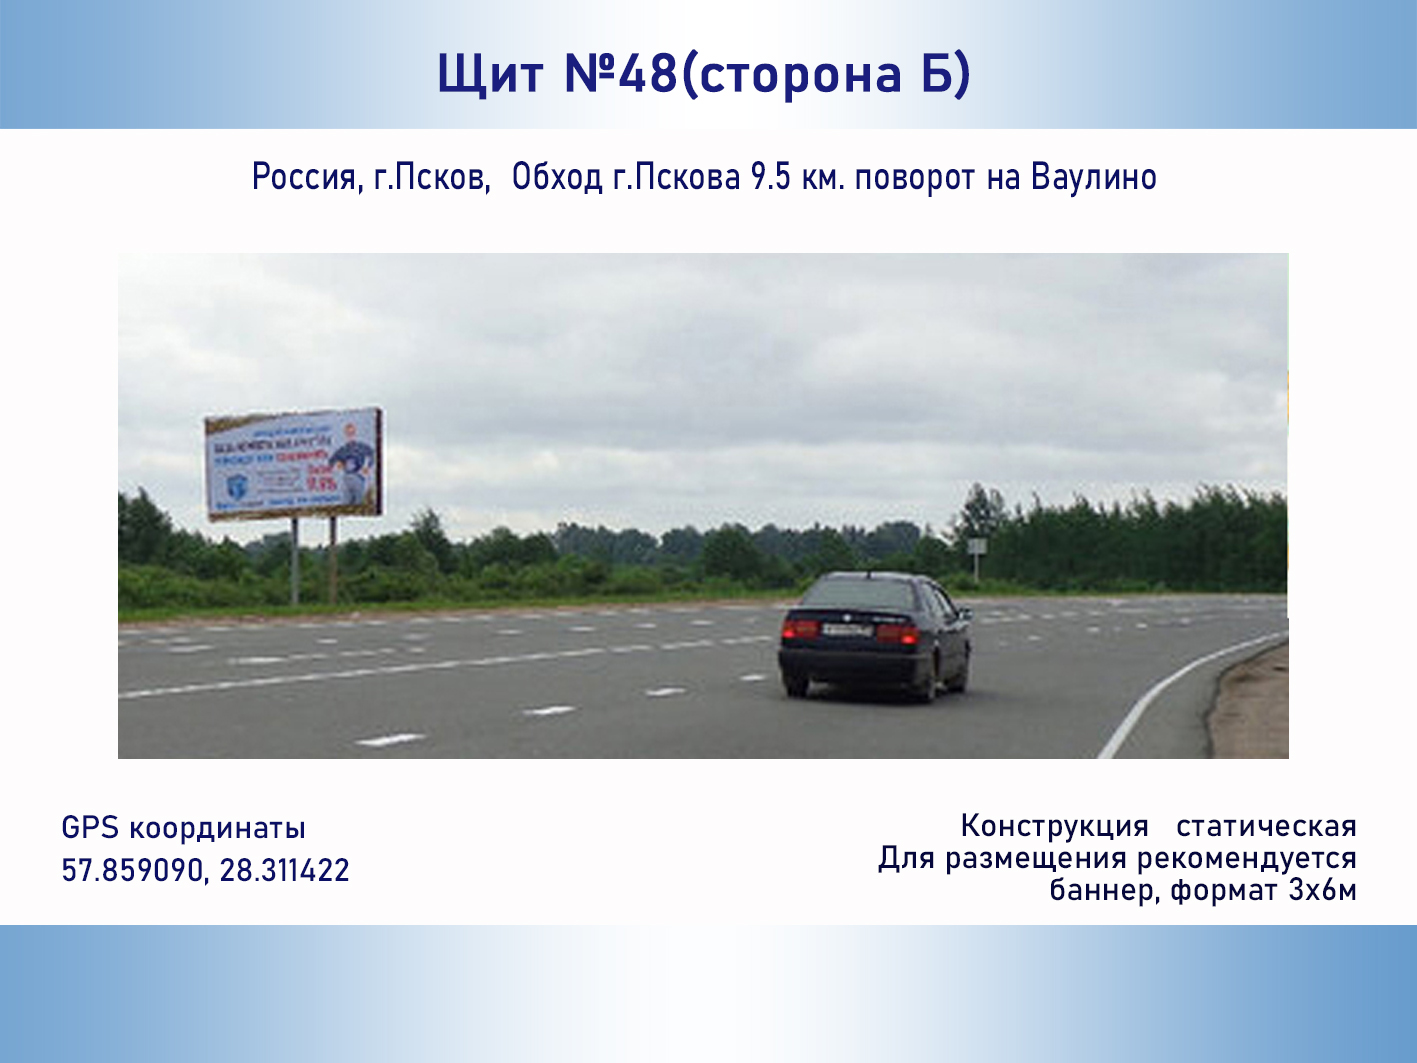 Щит №48(сторона Б)
Россия, г.Псков, Обход г.Пскова 9.5 км. поворот на Ваулино
GPS координаты
57.859090, 28.311422
Конструкция статическая
Для размещения рекомендуется
баннер, формат 3х6м